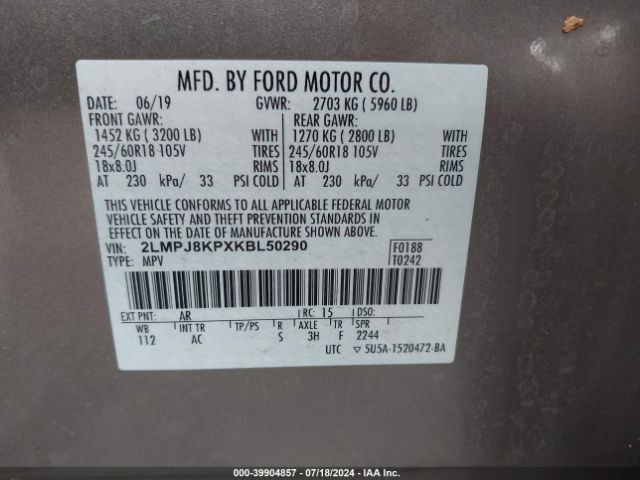 MFD. BY FORD MOTOR CO.
DATE: 06/19 GVWR: 2703 KG ( 5960 LB)
FRONT GAWR: REAR GAWR:
1452 KG ( 3200 LB) WITH 1270 KG ( 2800 LB) WITH
245/60R18 105V TIRES 245/60R18 105V TIRES
18x8.0J RIMS 18x8.0J RIMS
AT 230 kPa/ 33 PSI COLD AT 230 kPa/ 33 PSI COLD
THIS VEHICLE CONFORMS TO ALL APPLICABLE FEDERAL MOTOR
VEHICLE SAFETY AND THEFT PREVENTION STANDARDS IN
EFFECT ON THE DATE OF MANUFACTURE SHOWN ABOVE.
VIN: 2LMPJ8KPXKBL50290 F0188
TYPE: MPV T0242
EXT PNT: AR RC: 15 DSO:
WB INT TR TP/PS R AXLE TR SPR
112 AC S 3H F 2244
UTC ▽ 5U5A-1520472-BA
000-39904857 / 07/18/2024 - IAA Inc.